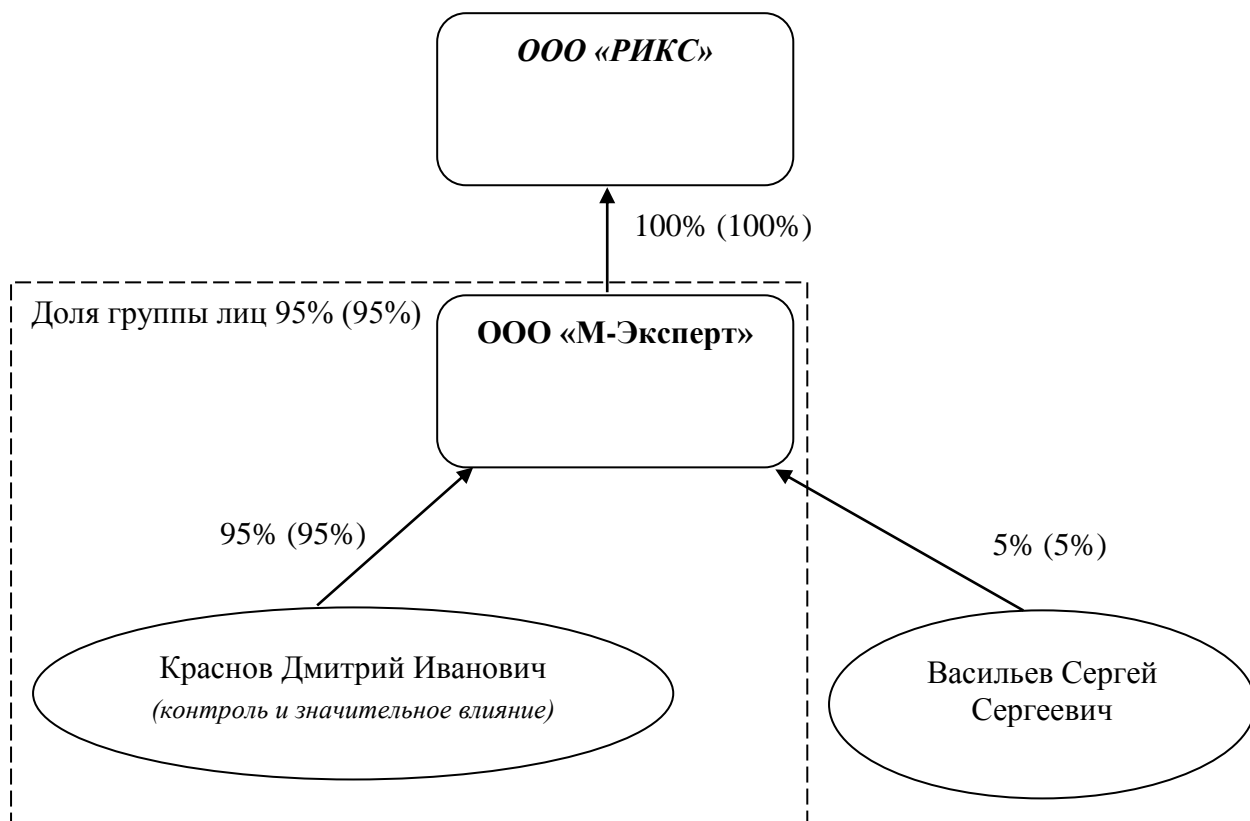 ООО «РИКС»
100% (100%)
Доля группы лиц 95% (95%)
ООО «М-Эксперт»
95% (95%)
5% (5%)
Краснов Дмитрий Иванович
(контроль и значительное влияние)
Васильев Сергей
Сергеевич